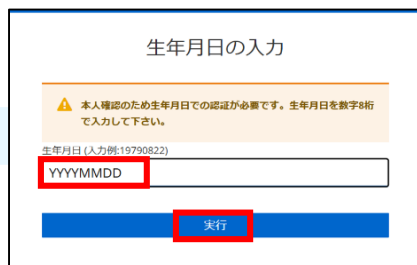 生年月日の入力
本人確認のため生年月日での認証が必要です。生年月日を数字8桁
で入力して下さい。
生年月日 (入力例:19790822)
YYYYMMDD
実行